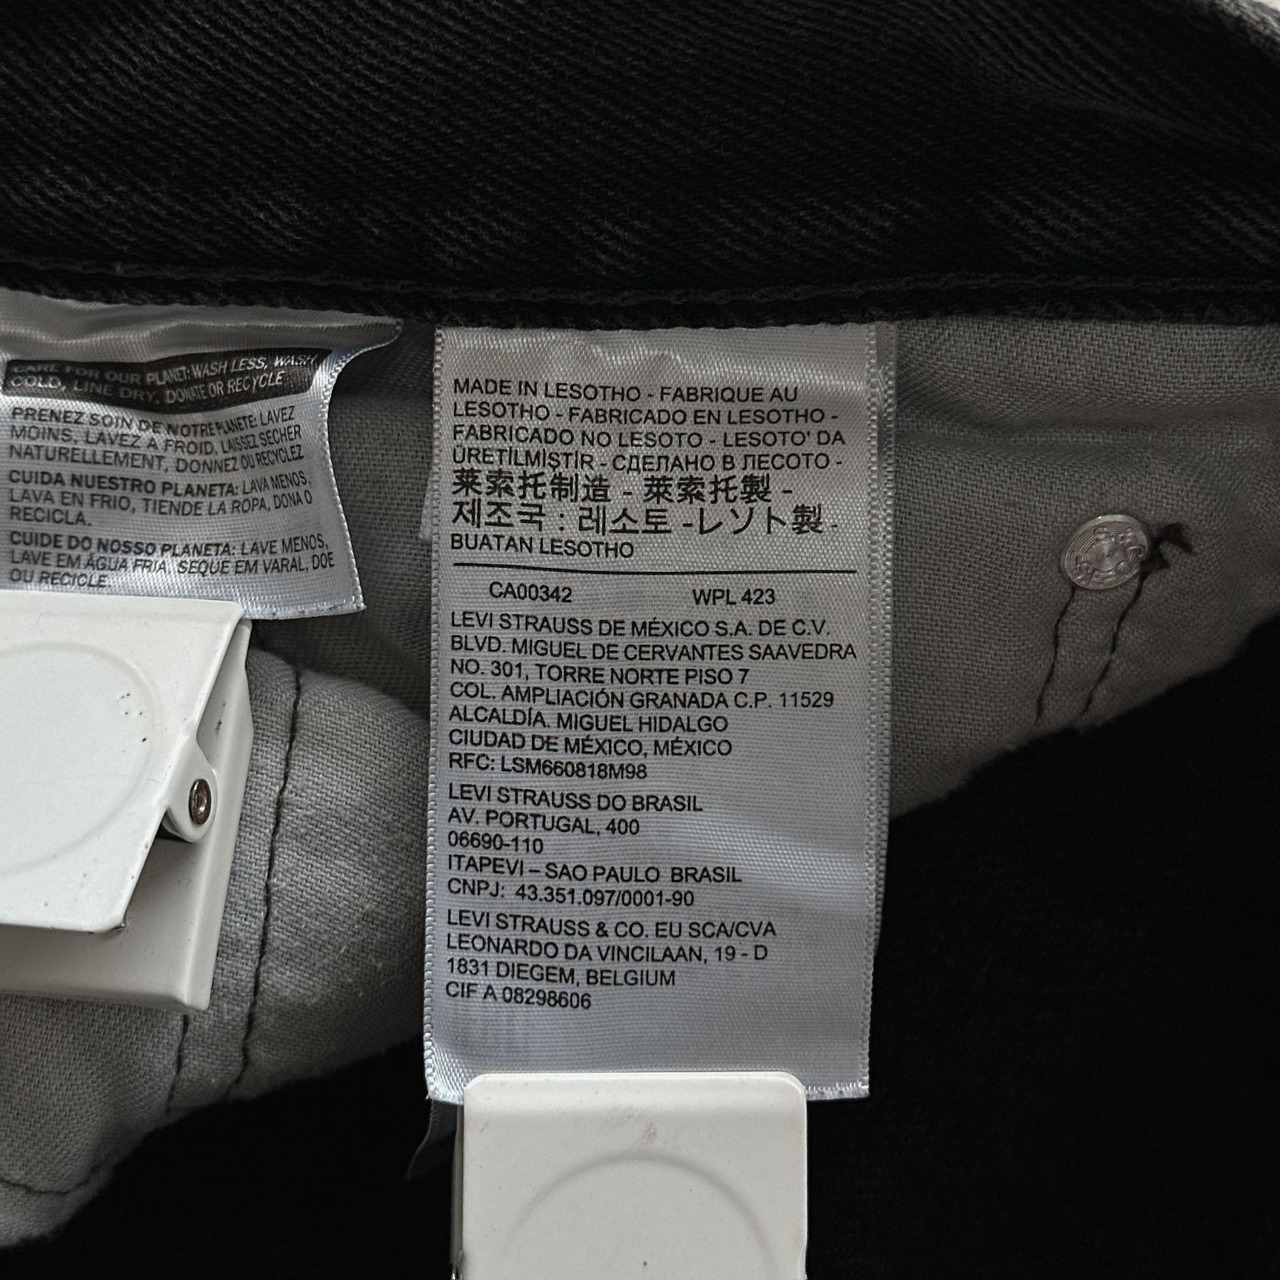 CARE FOR OUR PLANET: WASH LESS, WASH
COLD, LINE DRY, DONATE OR RECYCLE
PRENEZ SOIN DE NOTRE PLANETE: LAVEZ
MOINS, LAVEZ A FROID, LAISSEZ SECHER
NATURELLEMENT, DONNEZ OU RECYCLEZ
CUIDA NUESTRO PLANETA: LAVA MENOS,
LAVA EN FRIO, TIENDE LA ROPA, DONA O
RECICLA.
CUIDE DO NOSSO PLANETA: LAVE MENOS,
LAVE EM ÁGUA FRIA, SEQUE EM VARAL, DOE
OU RECICLE.
MADE IN LESOTHO - FABRIQUE AU
LESOTHO - FABRICADO EN LESOTHO -
FABRICADO NO LESOTO - LESOTO' DA
ÜRETİLMİŞTİR - СДЕЛАНО В ЛЕСОТО -
莱索托制造 - 萊索托製 -
제조국 : 레소토 -レソト製 -
BUATAN LESOTHO
CA00342 WPL 423
LEVI STRAUSS DE MÉXICO S.A. DE C.V.
BLVD. MIGUEL DE CERVANTES SAAVEDRA
NO. 301, TORRE NORTE PISO 7
COL. AMPLIACIÓN GRANADA C.P. 11529
ALCALDÍA. MIGUEL HIDALGO
CIUDAD DE MÉXICO, MÉXICO
RFC: LSM660818M98
LEVI STRAUSS DO BRASIL
AV. PORTUGAL, 400
06690-110
ITAPEVI – SAO PAULO BRASIL
CNPJ: 43.351.097/0001-90
LEVI STRAUSS & CO. EU SCA/CVA
LEONARDO DA VINCILAAN, 19 - D
1831 DIEGEM, BELGIUM
CIF A 08298606